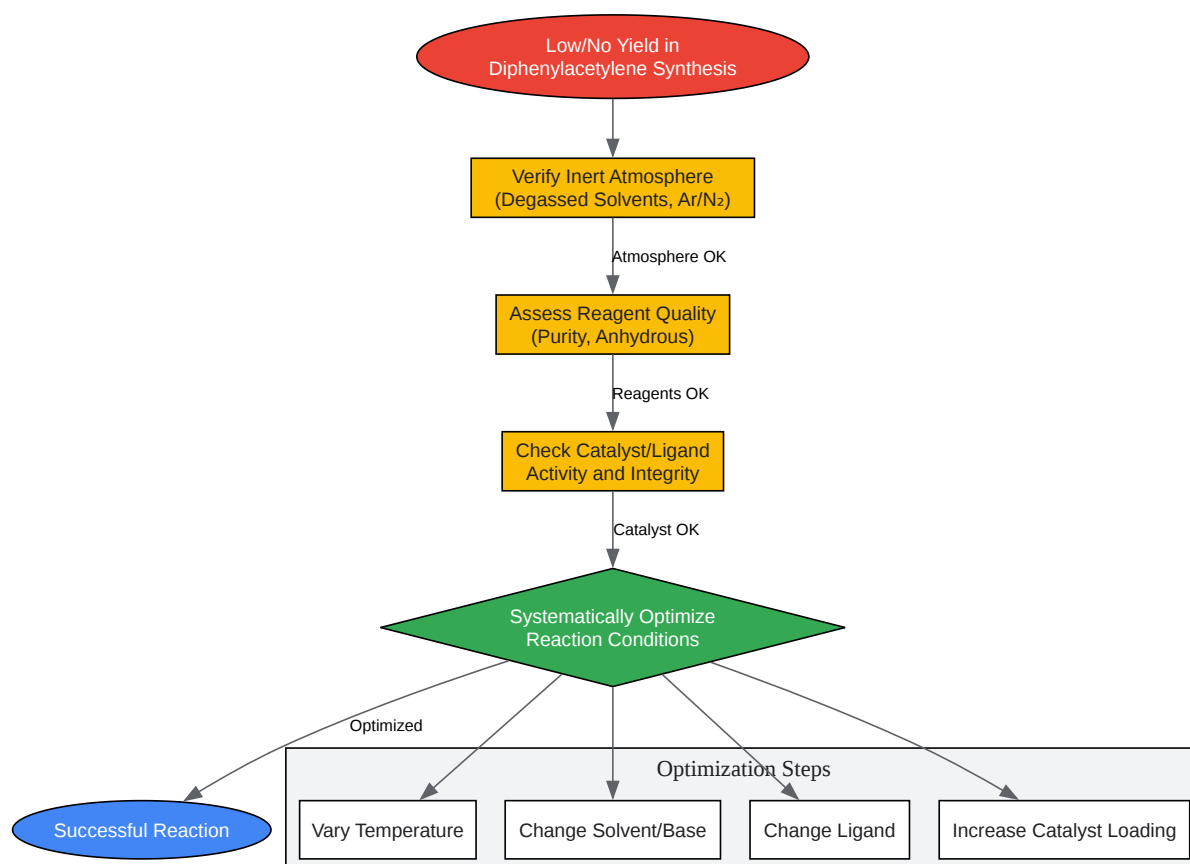 Low/No Yield in
Diphenylacetylene Synthesis
Verify Inert Atmosphere
(Degassed Solvents, Ar/N₂)
Atmosphere OK
Assess Reagent Quality
(Purity, Anhydrous)
Reagents OK
Check Catalyst/Ligand
Activity and Integrity
Catalyst OK
Systematically Optimize
Reaction Conditions
Optimized
Optimization Steps
Successful Reaction
Vary Temperature
Change Solvent/Base
Change Ligand
Increase Catalyst Loading